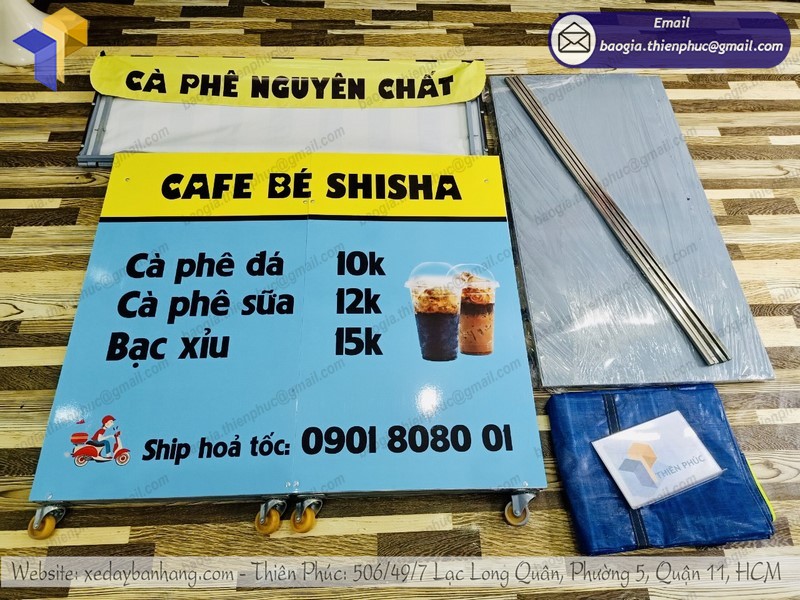 Email
baogia.thienphuc@gmail.com
CÀ PHÊ NGUYÊN CHẤT
CAFE BÉ SHISHA
Cà phê đá 10k
Cà phê sữa 12k
Bạc xỉu 15k
Ship hoả tốc: 0901 8080 01
THIÊN PHÚC
Website: xedaybanhang.com - Thiên Phúc: 506/49/7 Lạc Long Quân, Phường 5, Quận 11, HCM